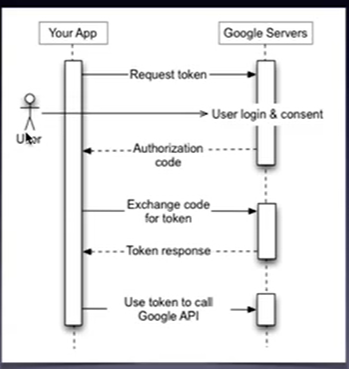 Your App
Google Servers
Request token
User login & consent
Authorization
code
Exchange code
for token
Token response
Use token to call
Google API